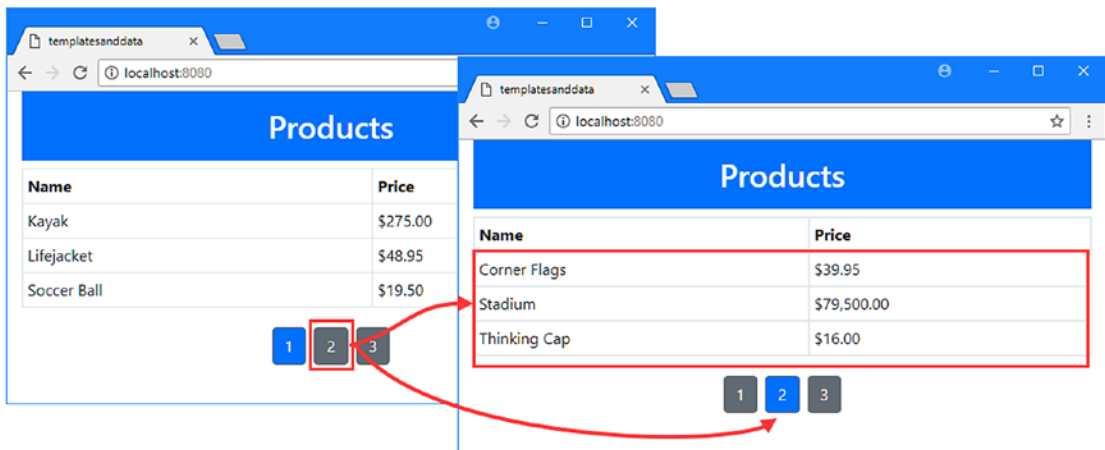 templatesanddata
localhost:8080
Products
Name Price
Kayak $275.00
Lifejacket $48.95
Soccer Ball $19.50
1 2 3
templatesanddata
localhost:8080
Products
Name Price
Corner Flags $39.95
Stadium $79,500.00
Thinking Cap $16.00
1 2 3